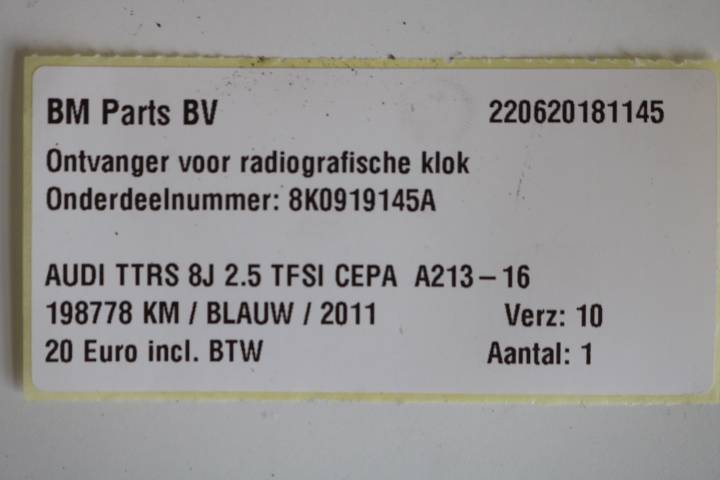 BM Parts BV 220620181145
Ontvanger voor radiografische klok
Onderdeelnummer: 8K0919145A
AUDI TTRS 8J 2.5 TFSI CEPA A213-16
198778 KM / BLAUW / 2011 Verz: 10
20 Euro incl. BTW Aantal: 1